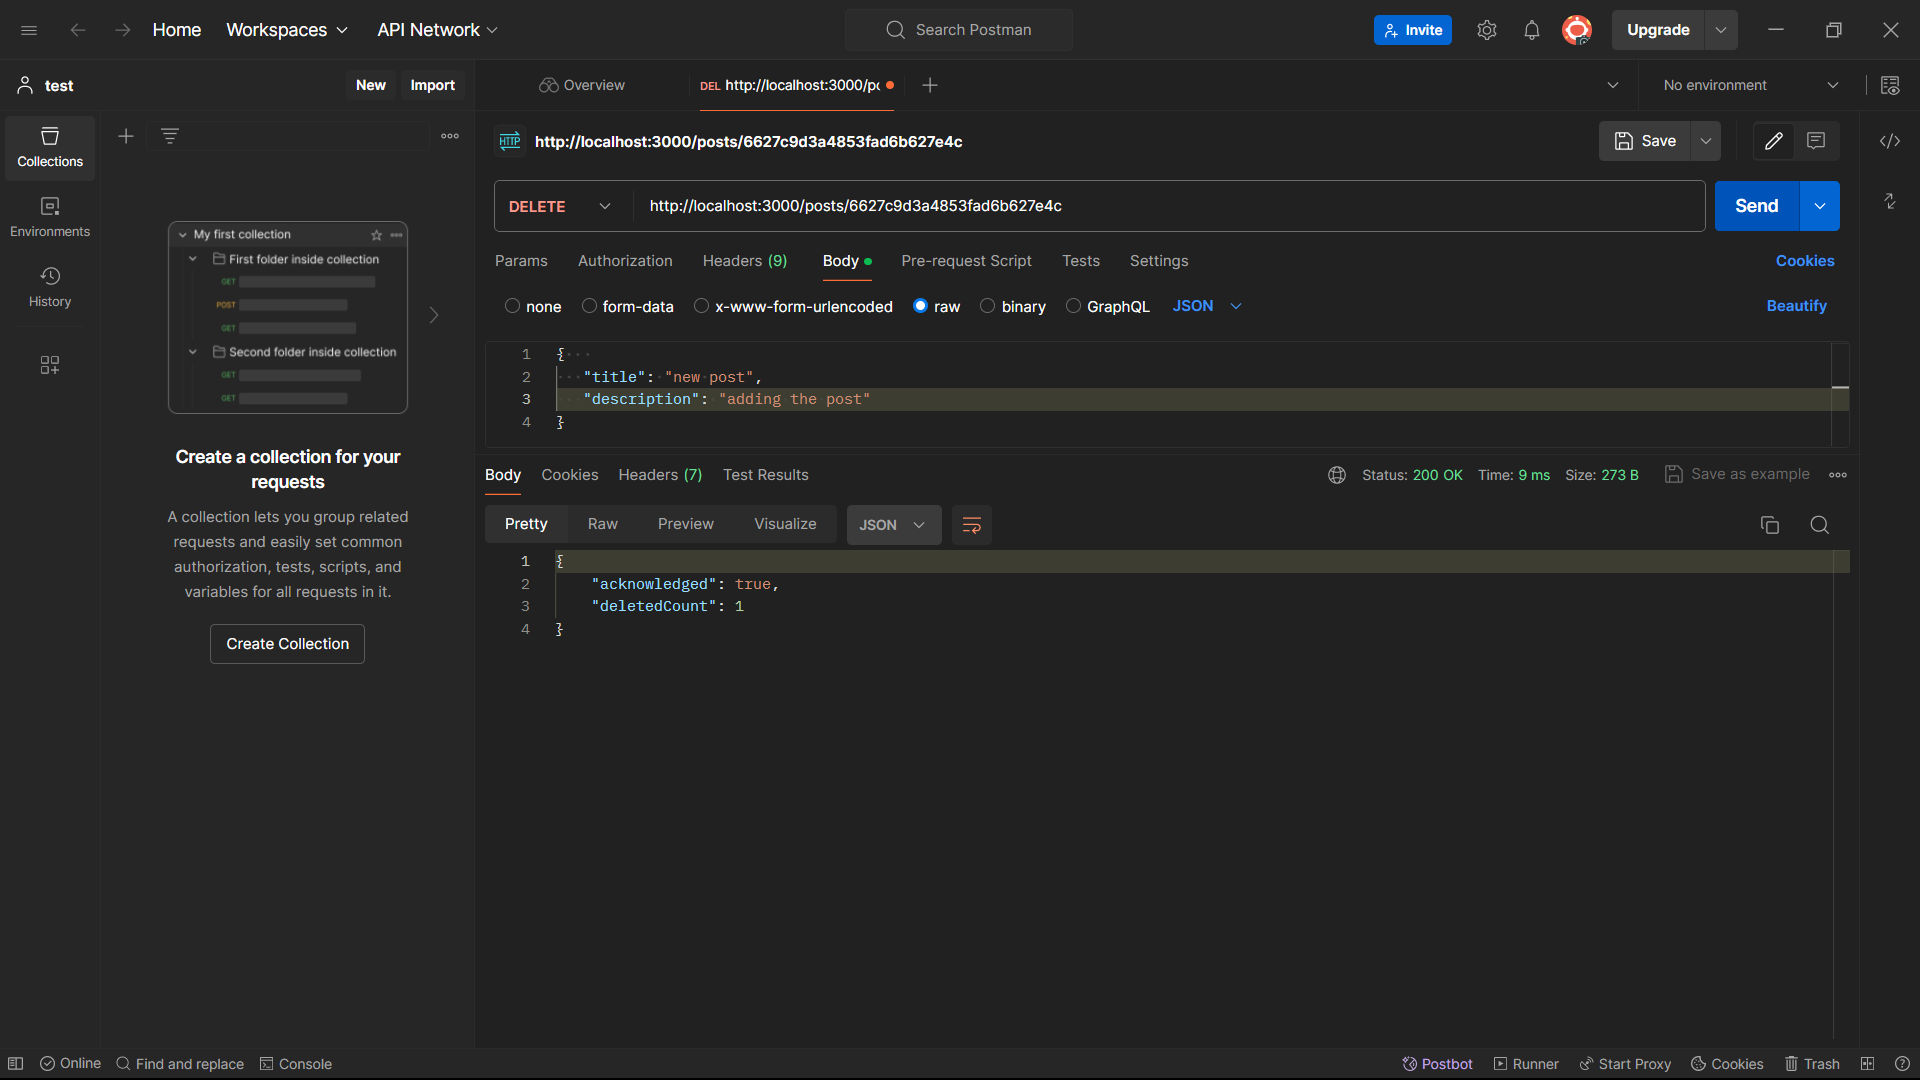 Home Workspaces API Network Search Postman Invite Upgrade
test New Import Overview DEL http://localhost:3000/pc No environment
Collections
Environments
History
My first collection
First folder inside collection
GET
POST
GET
Second folder inside collection
GET
GET
Create a collection for your
requests
A collection lets you group related
requests and easily set common
authorization, tests, scripts, and
variables for all requests in it.
Create Collection
HTTP http://localhost:3000/posts/6627c9d3a4853fad6b627e4c Save
DELETE http://localhost:3000/posts/6627c9d3a4853fad6b627e4c Send
Params Authorization Headers (9) Body Pre-request Script Tests Settings Cookies
none form-data x-www-form-urlencoded raw binary GraphQL JSON Beautify
1 {
2 "title": "new post",
3 "description": "adding the post"
4 }
Body Cookies Headers (7) Test Results Status: 200 OK Time: 9 ms Size: 273 B Save as example
Pretty Raw Preview Visualize JSON
1 {
2 "acknowledged": true,
3 "deletedCount": 1
4 }
Online Find and replace Console Postbot Runner Start Proxy Cookies Trash